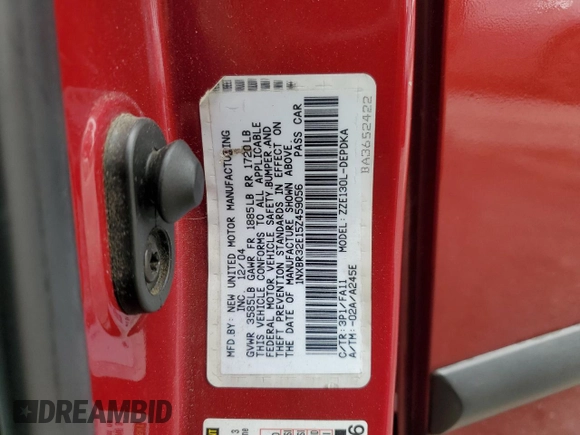 MFD.BY: NEW UNITED MOTOR MANUFACTURING
INC 12/04
GVWR 3585LB GAWR FR 1885LB RR 1720LB
THIS VEHICLE CONFORMS TO ALL APPLICABLE
FEDERAL MOTOR VEHICLE SAFETY,BUMPER,AND
THEFT PREVENTION STANDARDS IN EFFECT ON
THE DATE OF MANUFACTURE SHOWN ABOVE.
1NXBR32E15Z459056 PASS CAR
MODEL: ZZE130L-DEPDKA
C/TR: 3P1/FA11
A/TM: -02A/A245E
BA3652422
DREAMBID